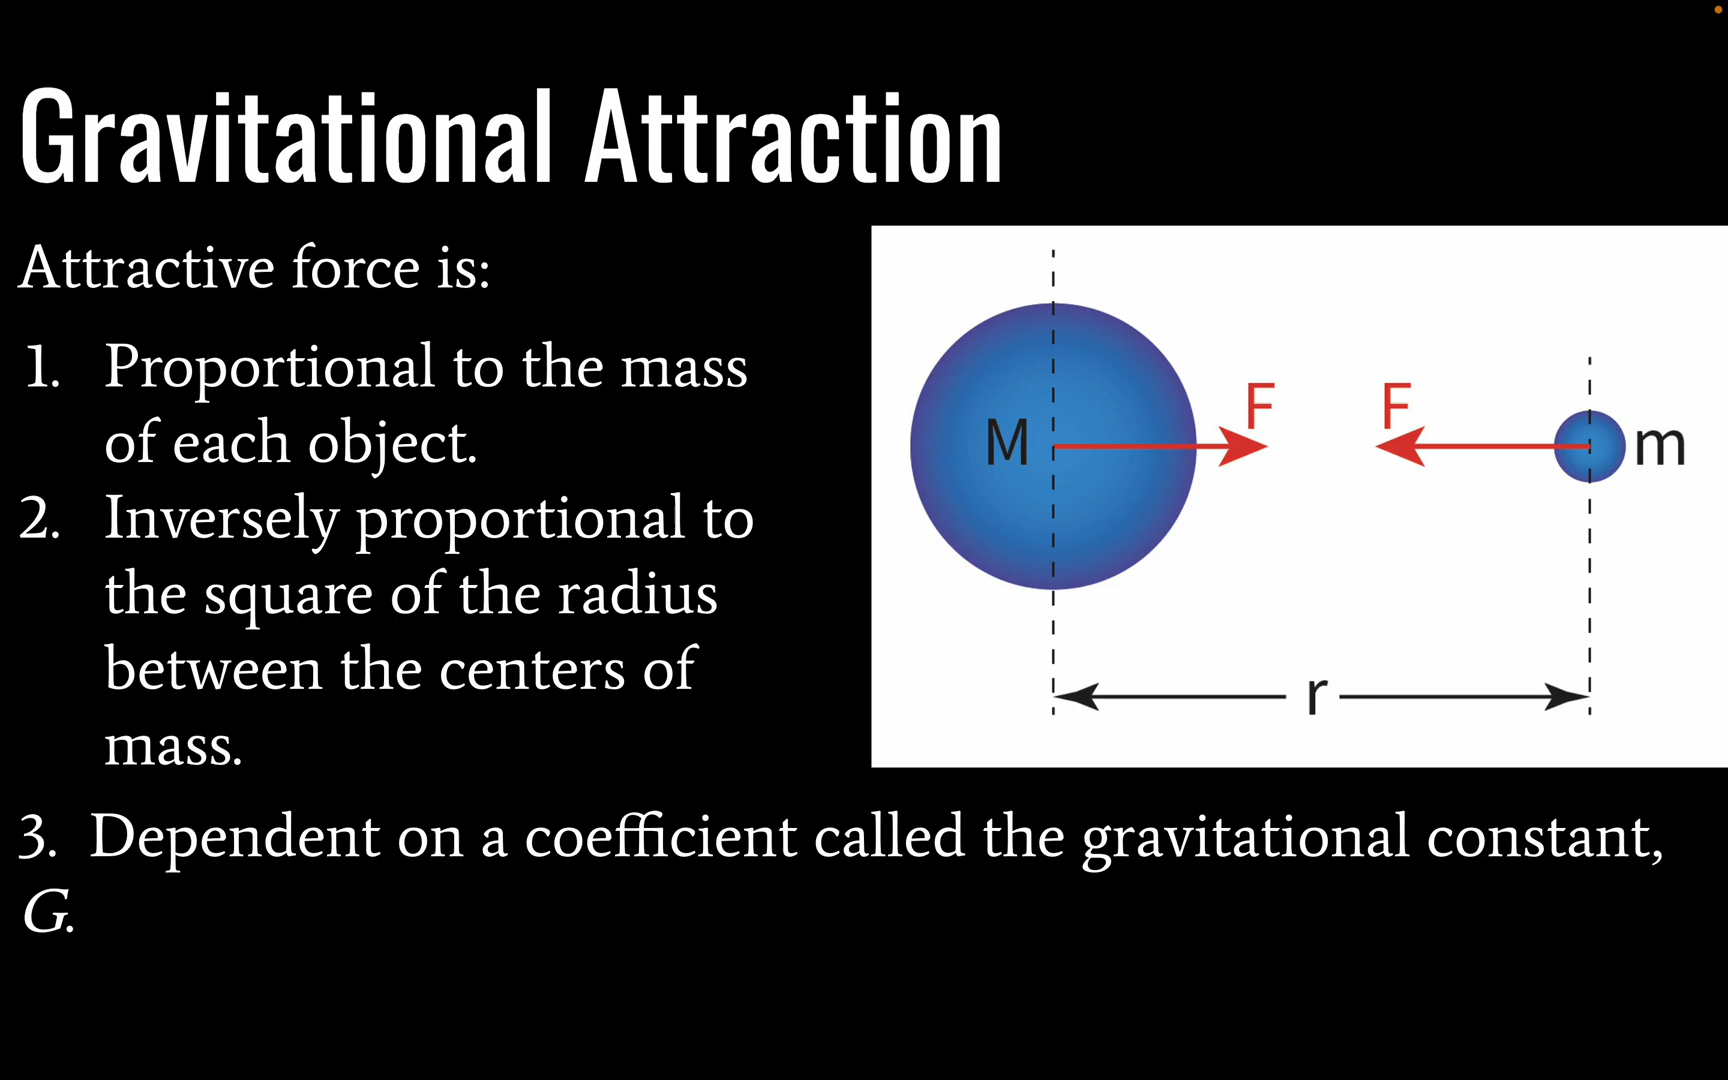 Gravitational Attraction
Attractive force is:
1. Proportional to the mass
of each object.
2. Inversely proportional to
the square of the radius
between the centers of
mass.
M
F
F
m
r
3. Dependent on a coefficient called the gravitational constant,
G.